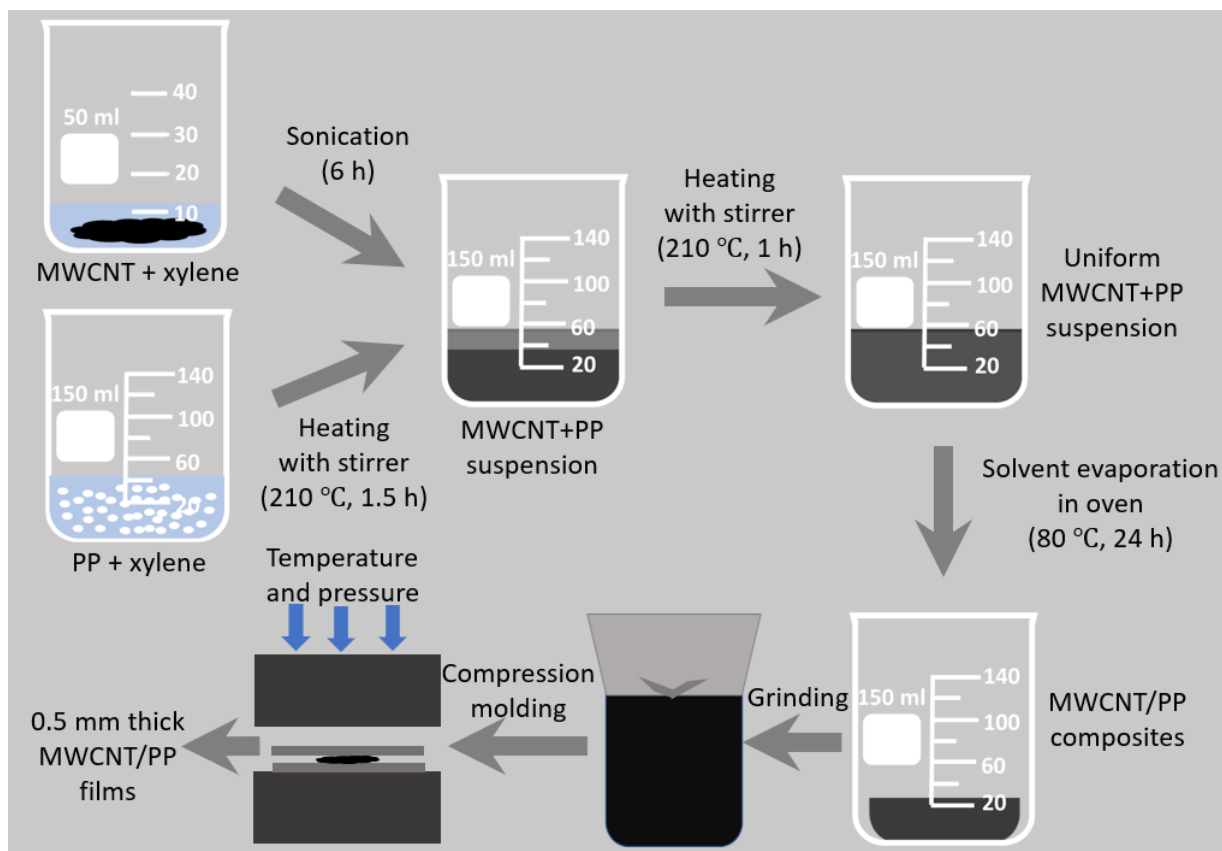 50 ml
40
30
20
10
MWCNT + xylene
Sonication
(6 h)
150 ml
140
100
60
20
PP + xylene
Heating
with stirrer
(210 °C, 1.5 h)
150 ml
140
100
60
20
MWCNT+PP
suspension
Heating
with stirrer
(210 °C, 1 h)
150 ml
140
100
60
20
Uniform
MWCNT+PP
suspension
Solvent evaporation
in oven
(80 °C, 24 h)
150 ml
140
100
60
20
MWCNT/PP
composites
Grinding
Compression
molding
Temperature
and pressure
0.5 mm thick
MWCNT/PP
films